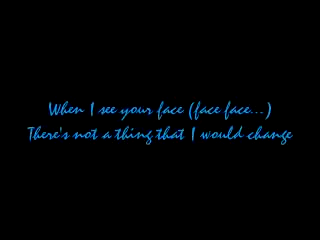 When I see your face (face face...)
There's not a thing that I would change